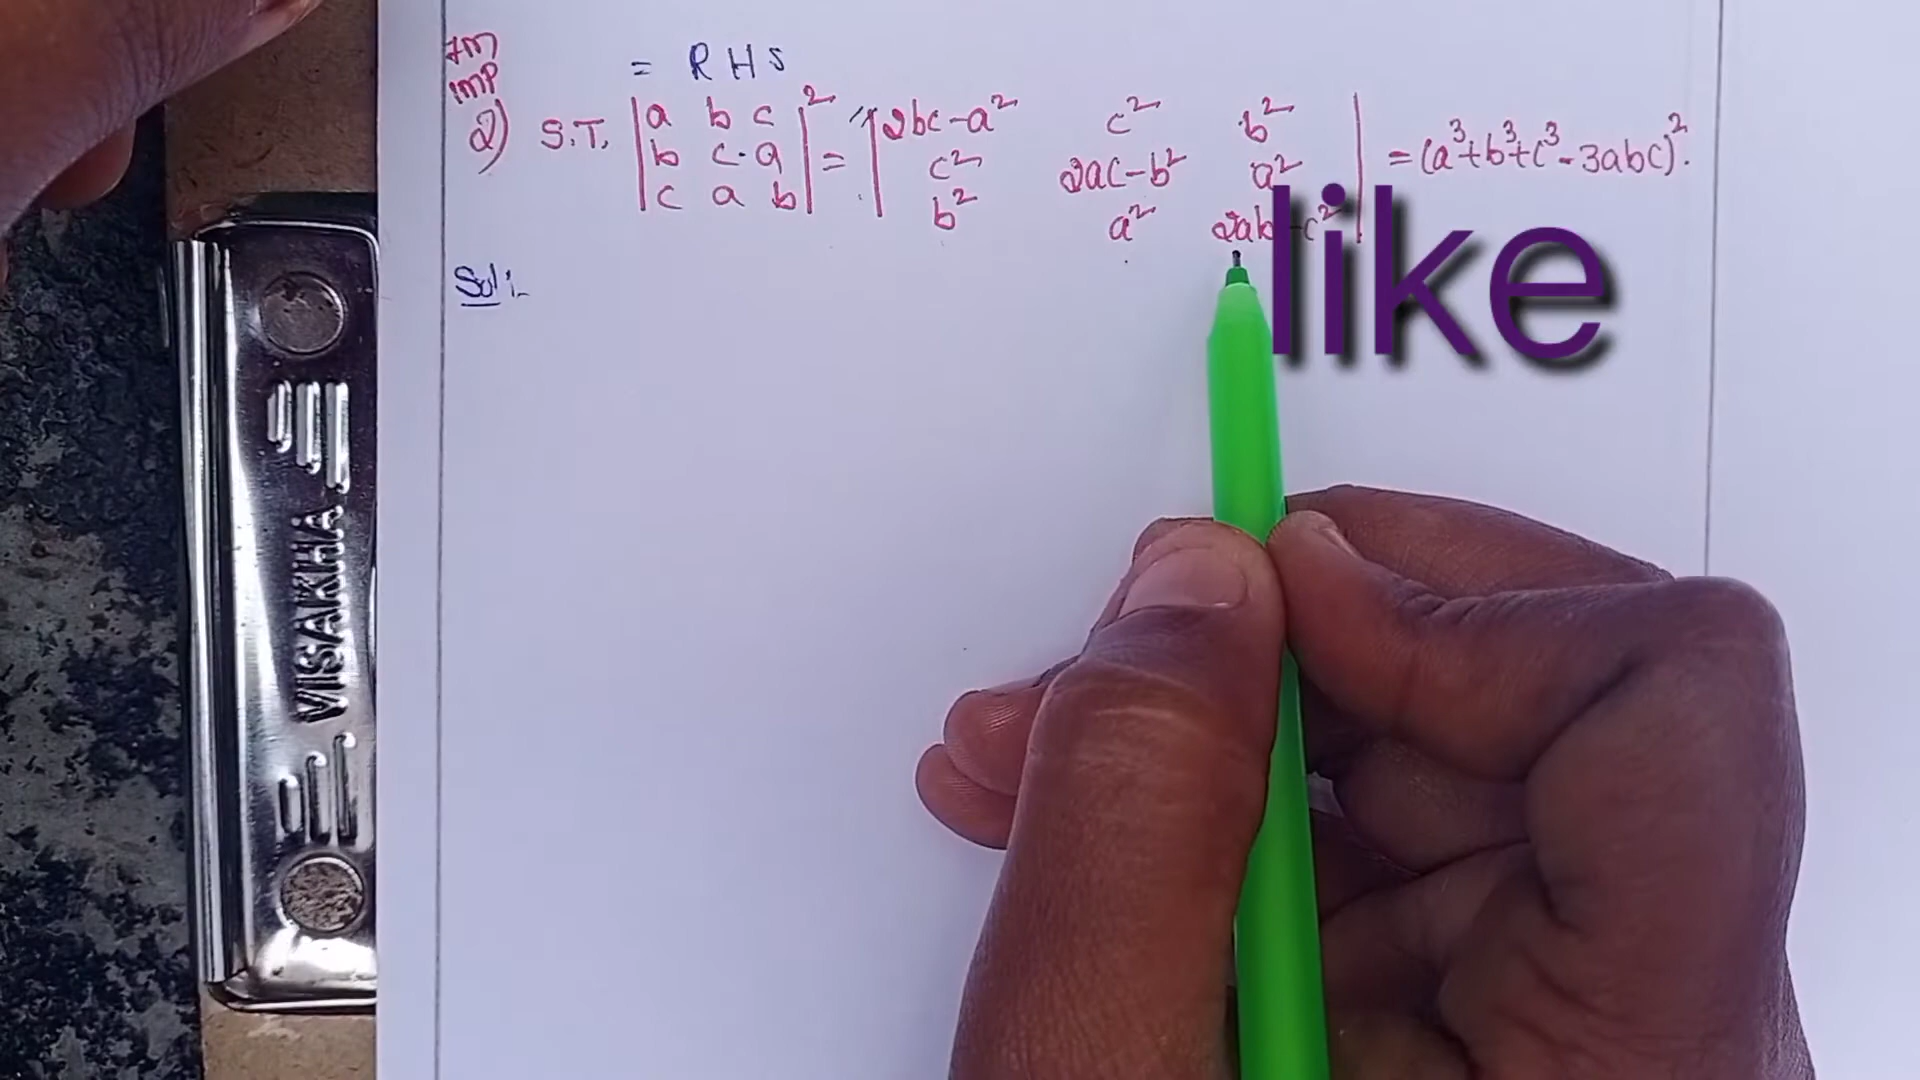 7M
IMP
= R H S
2) S.T. |a b c|² = |2bc-a² c² b²| = (a³+b³+c³-3abc)².
|b c a| |c² 2ac-b² a²|
|c a b| |b² a² 2ab-c²|
like
Sol:-
VISAKHA